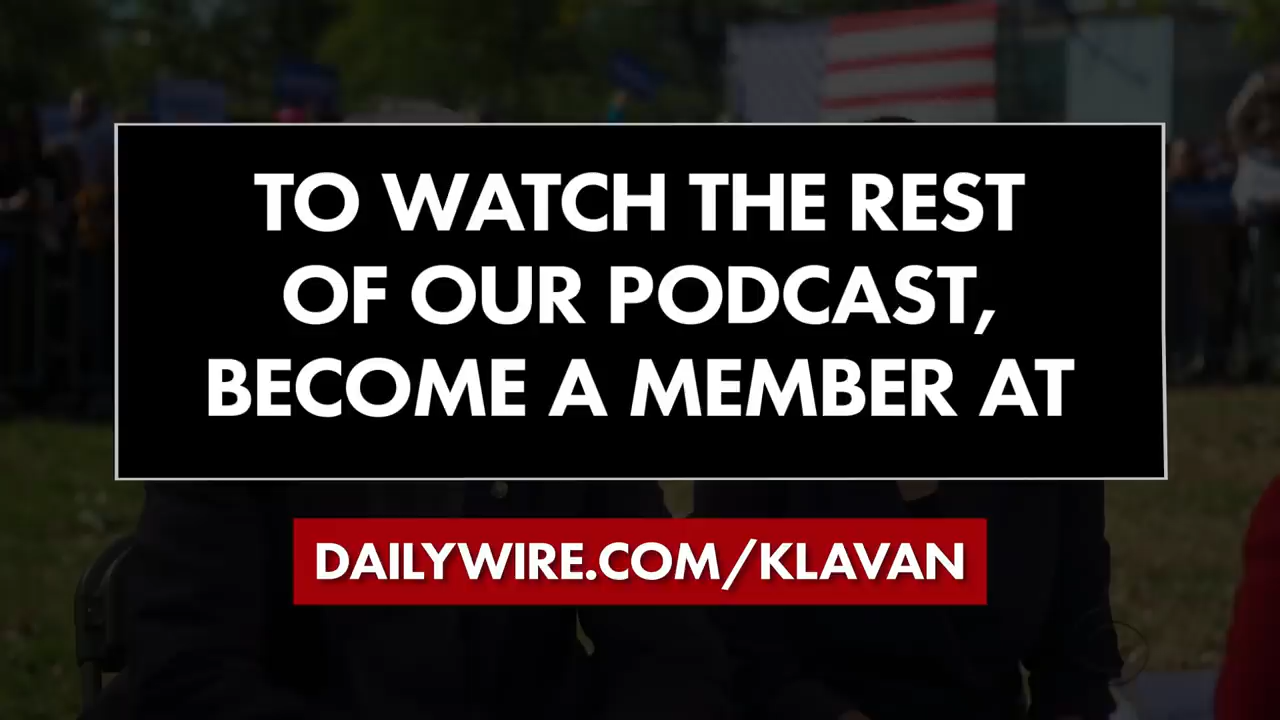 TO WATCH THE REST
OF OUR PODCAST,
BECOME A MEMBER AT
DAILYWIRE.COM/KLAVAN